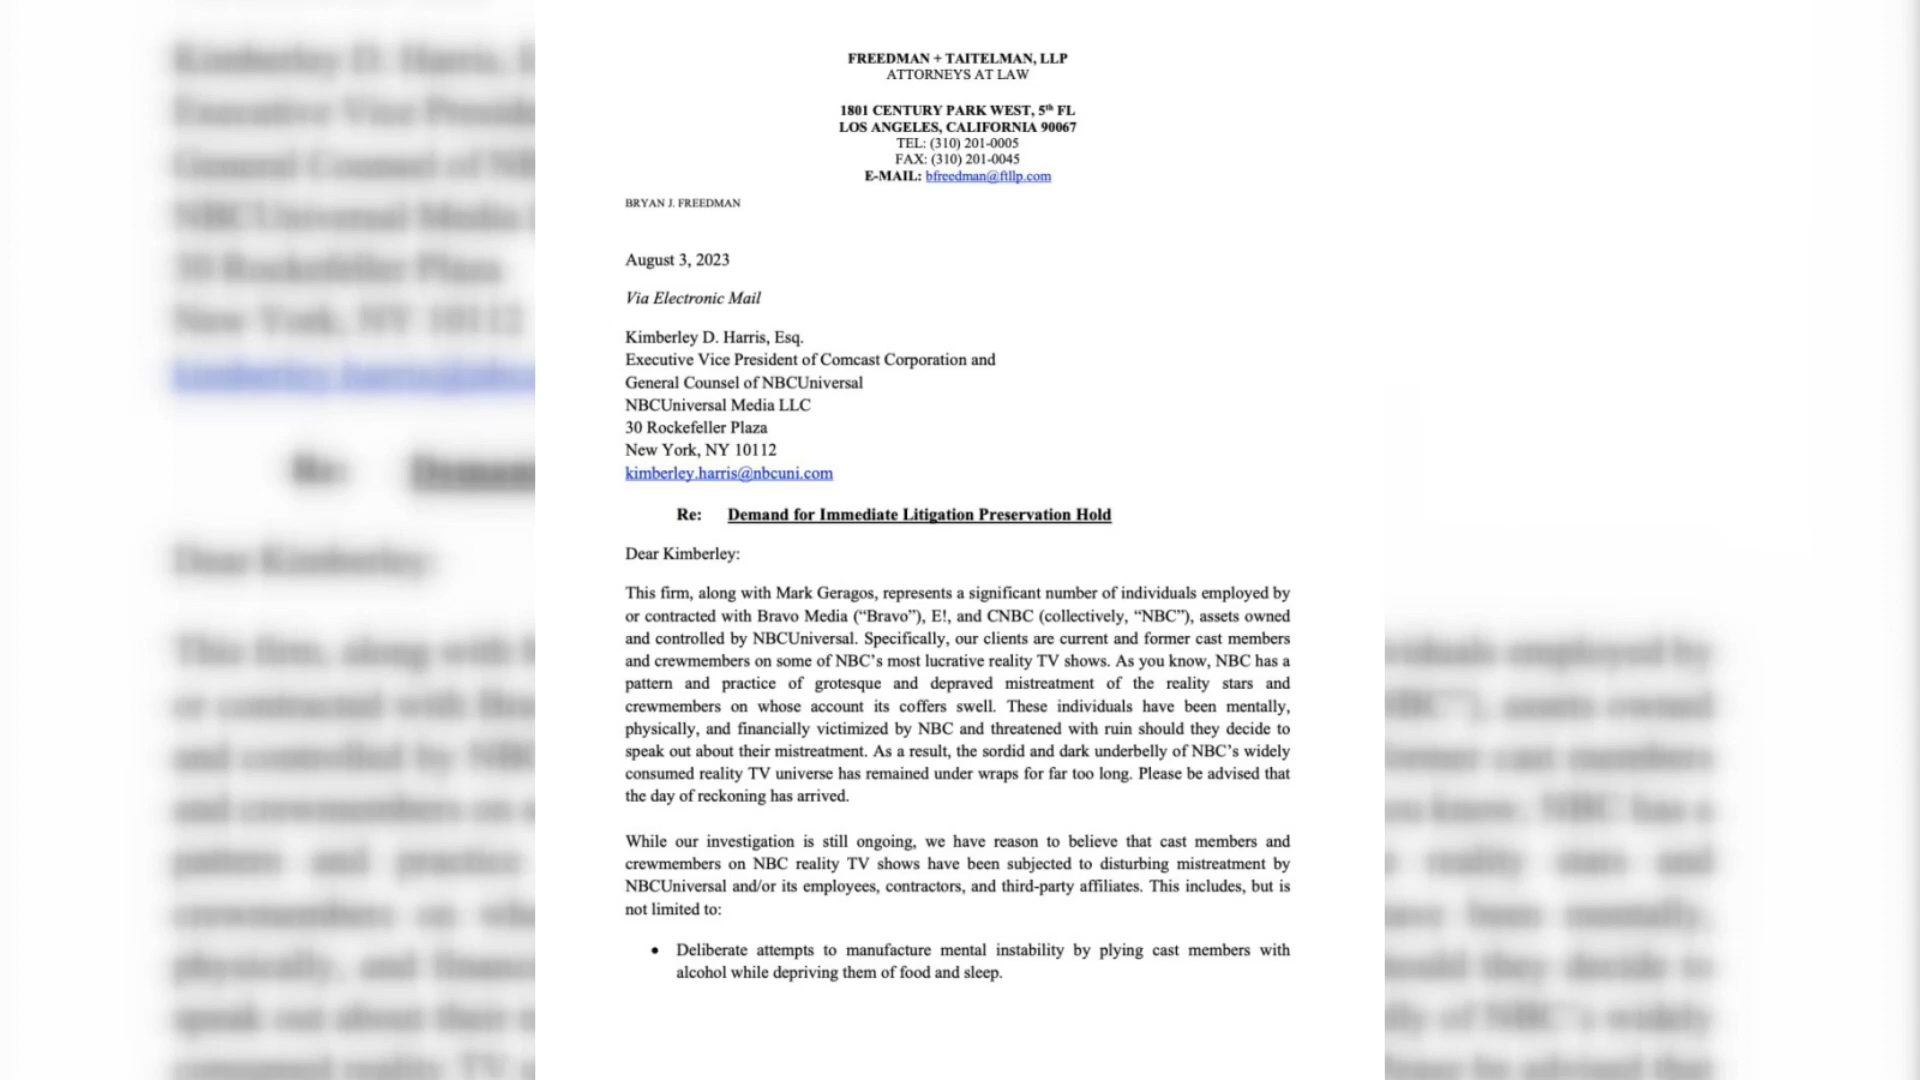 FREEDMAN + TAITELMAN, LLP
ATTORNEYS AT LAW
1801 CENTURY PARK WEST, 5th FL
LOS ANGELES, CALIFORNIA 90067
TEL: (310) 201-0005
FAX: (310) 201-0045
E-MAIL: bfreedman@ftllp.com
BRYAN J. FREEDMAN
August 3, 2023
Via Electronic Mail
Kimberley D. Harris, Esq.
Executive Vice President of Comcast Corporation and
General Counsel of NBCUniversal
NBCUniversal Media LLC
30 Rockefeller Plaza
New York, NY 10112
kimberley.harris@nbcuni.com
Re: Demand for Immediate Litigation Preservation Hold
Dear Kimberley:
This firm, along with Mark Geragos, represents a significant number of individuals employed by
or contracted with Bravo Media (“Bravo”), E!, and CNBC (collectively, “NBC”), assets owned
and controlled by NBCUniversal. Specifically, our clients are current and former cast members
and crewmembers on some of NBC’s most lucrative reality TV shows. As you know, NBC has a
pattern and practice of grotesque and depraved mistreatment of the reality stars and
crewmembers on whose account its coffers swell. These individuals have been mentally,
physically, and financially victimized by NBC and threatened with ruin should they decide to
speak out about their mistreatment. As a result, the sordid and dark underbelly of NBC’s widely
consumed reality TV universe has remained under wraps for far too long. Please be advised that
the day of reckoning has arrived.
While our investigation is still ongoing, we have reason to believe that cast members and
crewmembers on NBC reality TV shows have been subjected to disturbing mistreatment by
NBCUniversal and/or its employees, contractors, and third-party affiliates. This includes, but is
not limited to:
• Deliberate attempts to manufacture mental instability by plying cast members with
alcohol while depriving them of food and sleep.